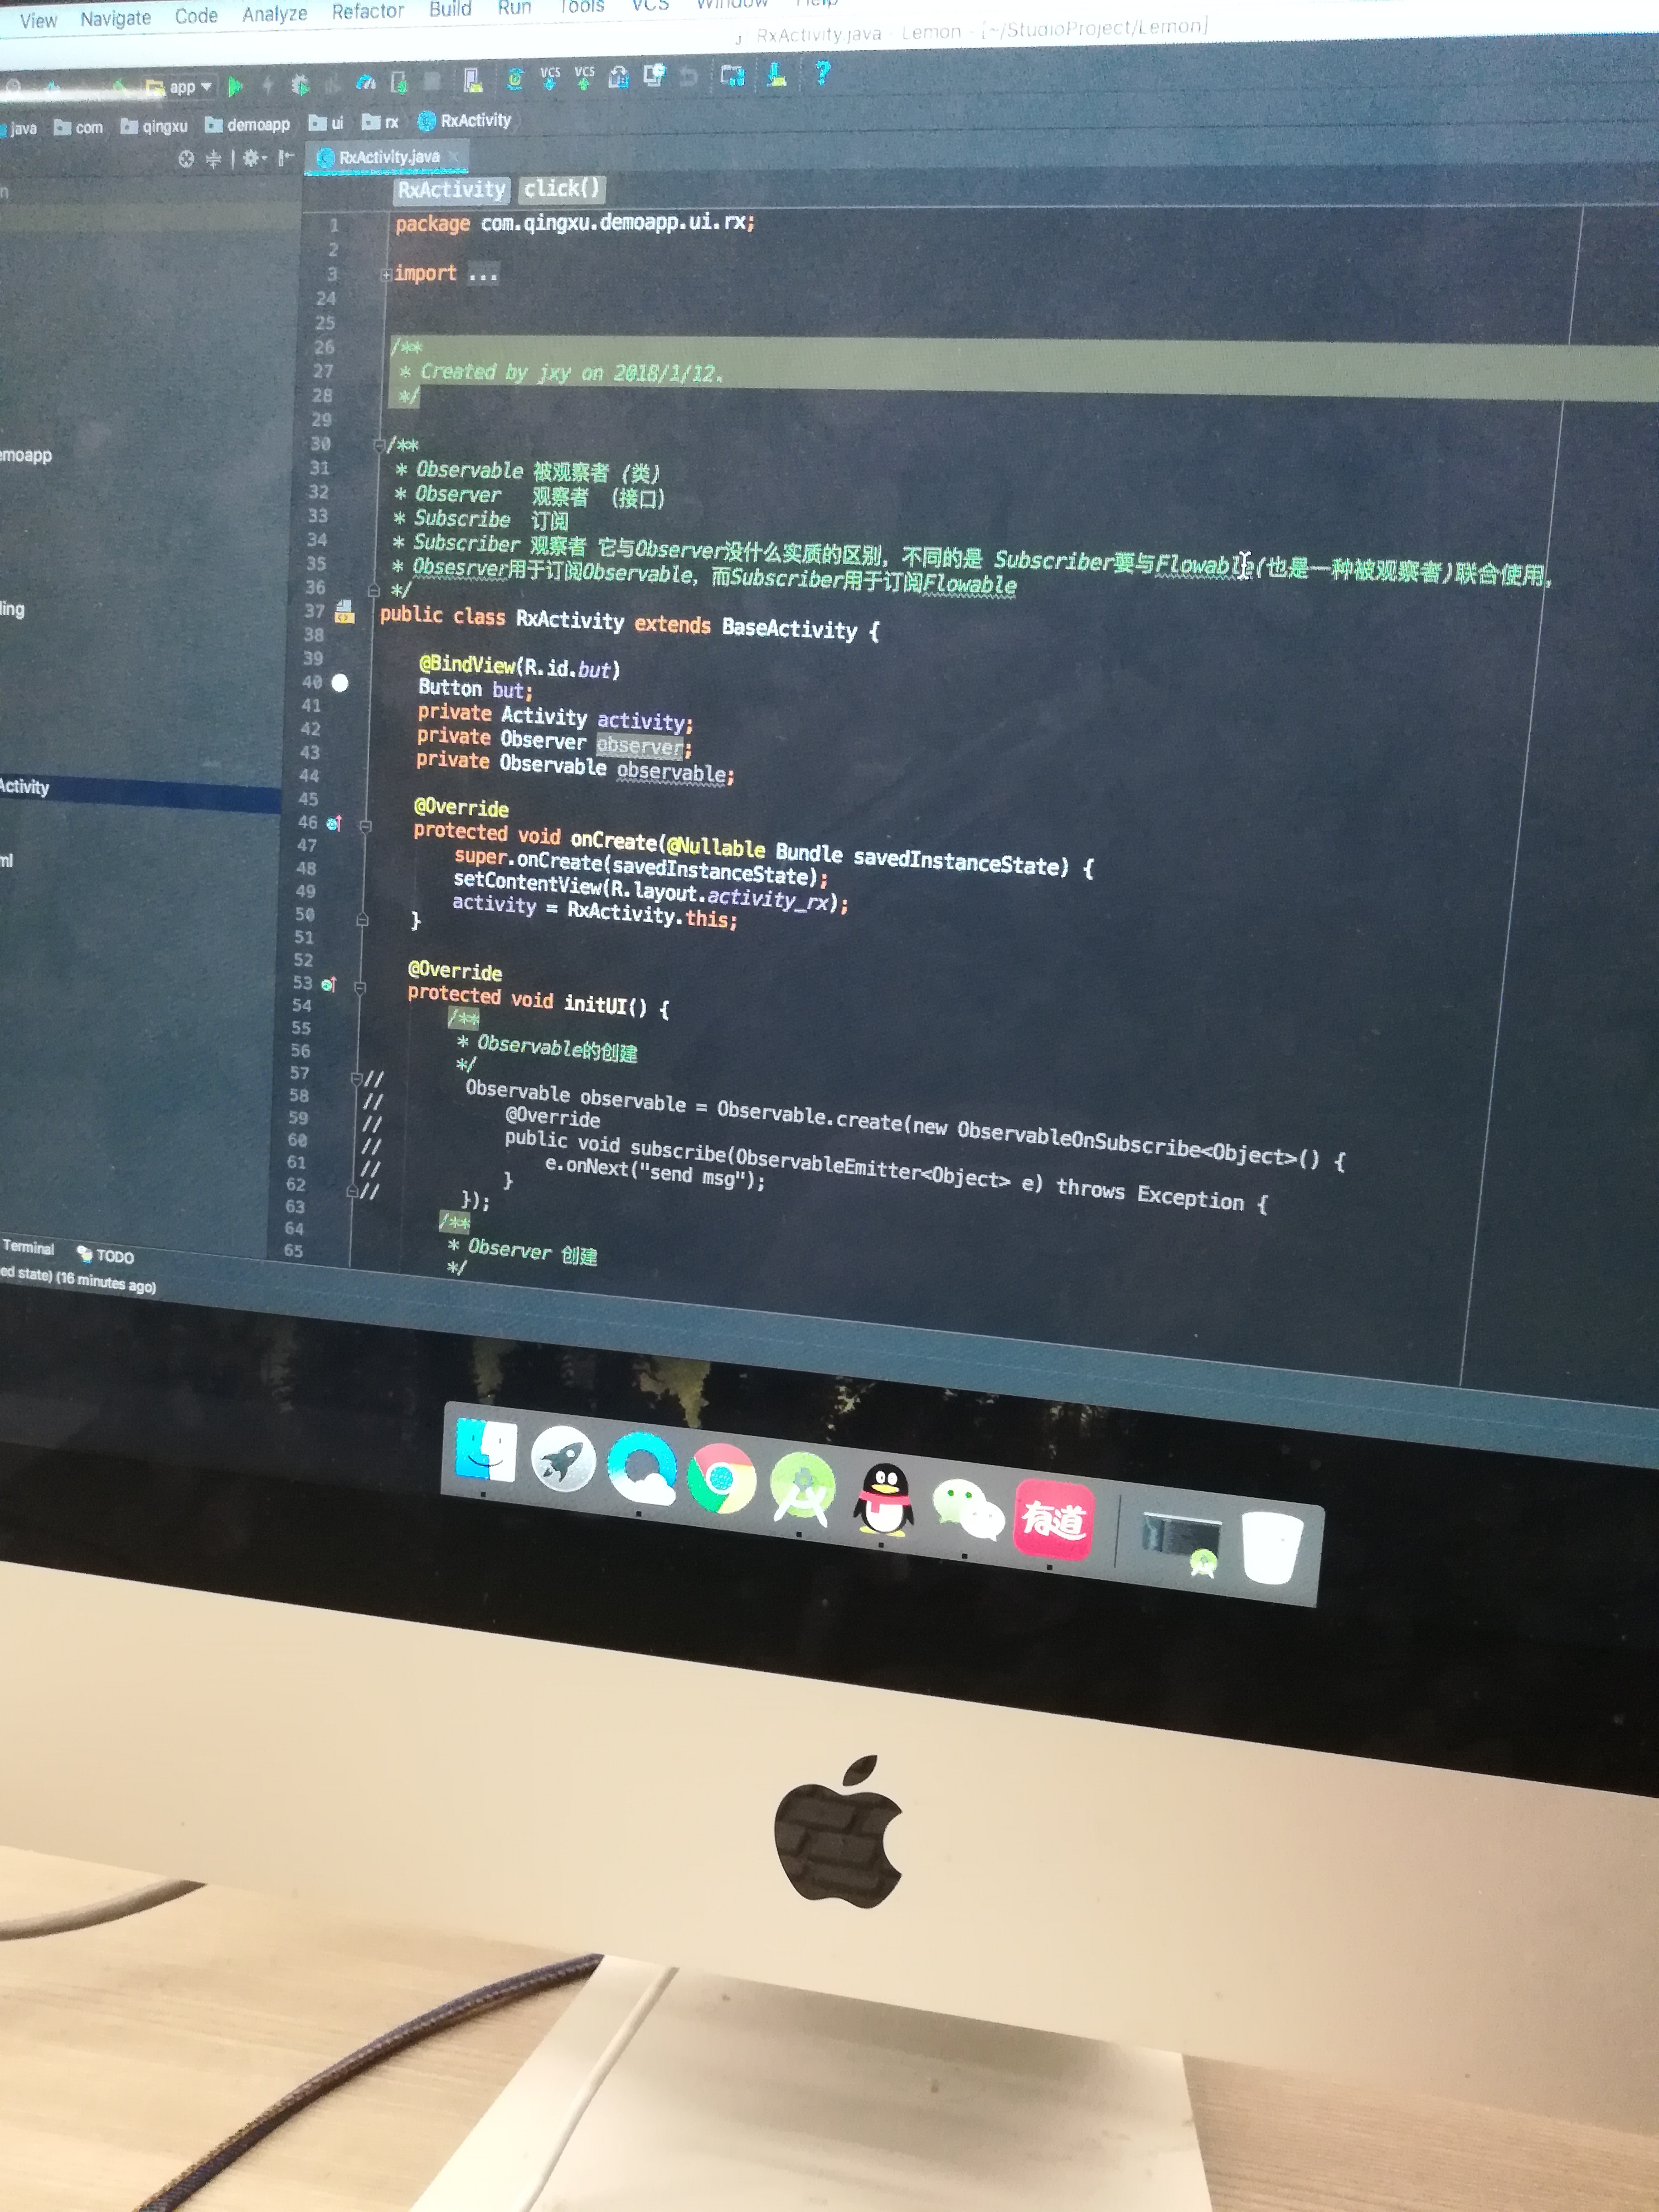 View Navigate Code Analyze Refactor Build Run Tools VCS Window Help
RxActivity.java - Lemon - [~/StudioProject/Lemon]
app VCS VCS ?
java com qingxu demoapp ui rx RxActivity
RxActivity.java
RxActivity click()
1 package com.qingxu.demoapp.ui.rx;
2
3 import ...
24
25
26 /**
27 * Created by jxy on 2018/1/12.
28 */
29
30 /**
31 * Observable 被观察者 (类)
32 * Observer 观察者 (接口)
33 * Subscribe 订阅
34 * Subscriber 观察者 它与Observer没什么实质的区别, 不同的是 Subscriber要与Flowable(也是一种被观察者)联合使用,
35 * Obsesrver用于订阅Observable, 而Subscriber用于订阅Flowable
36 */
37 public class RxActivity extends BaseActivity {
38
39 @BindView(R.id.but)
40 Button but;
41 private Activity activity;
42 private Observer observer;
43 private Observable observable;
44
45 @Override
46 protected void onCreate(@Nullable Bundle savedInstanceState) {
47 super.onCreate(savedInstanceState);
48 setContentView(R.layout.activity_rx);
49 activity = RxActivity.this;
50 }
51
52 @Override
53 protected void initUI() {
54 /**
55 * Observable的创建
56 */
57 // Observable observable = Observable.create(new ObservableOnSubscribe<Object>() {
58 // @Override
59 // public void subscribe(ObservableEmitter<Object> e) throws Exception {
60 // e.onNext("send msg");
61 // }
62 // });
63 /**
64 * Observer 创建
65 */
emoapp
ling
Activity
ml
Terminal TODO
ed state) (16 minutes ago)
有道